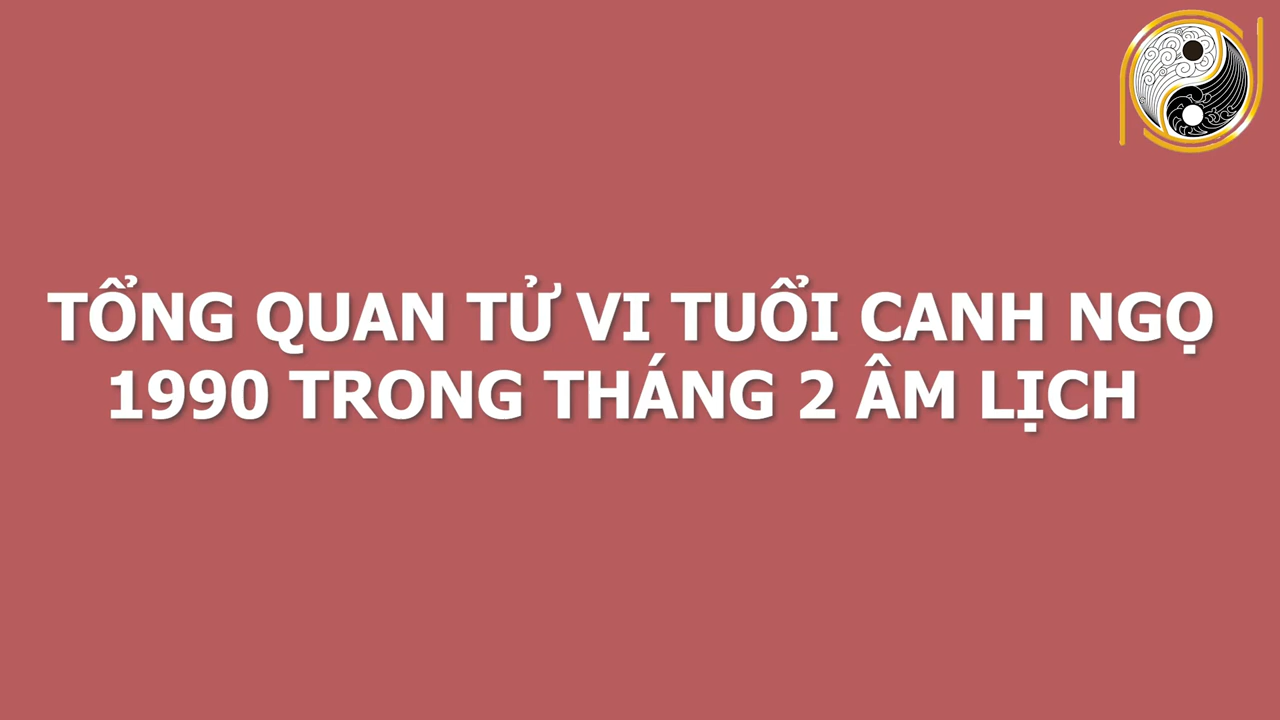 TỔNG QUAN TỬ VI TUỔI CANH NGỌ
1990 TRONG THÁNG 2 ÂM LỊCH